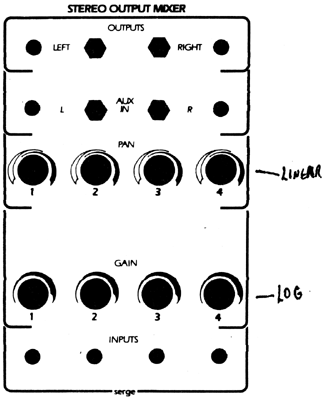 STEREO OUTPUT MIXER
OUTPUTS
LEFT RIGHT
L AUX IN R
PAN
1 2 3 4
LINEAR
GAIN
1 2 3 4
LOG
INPUTS
serge